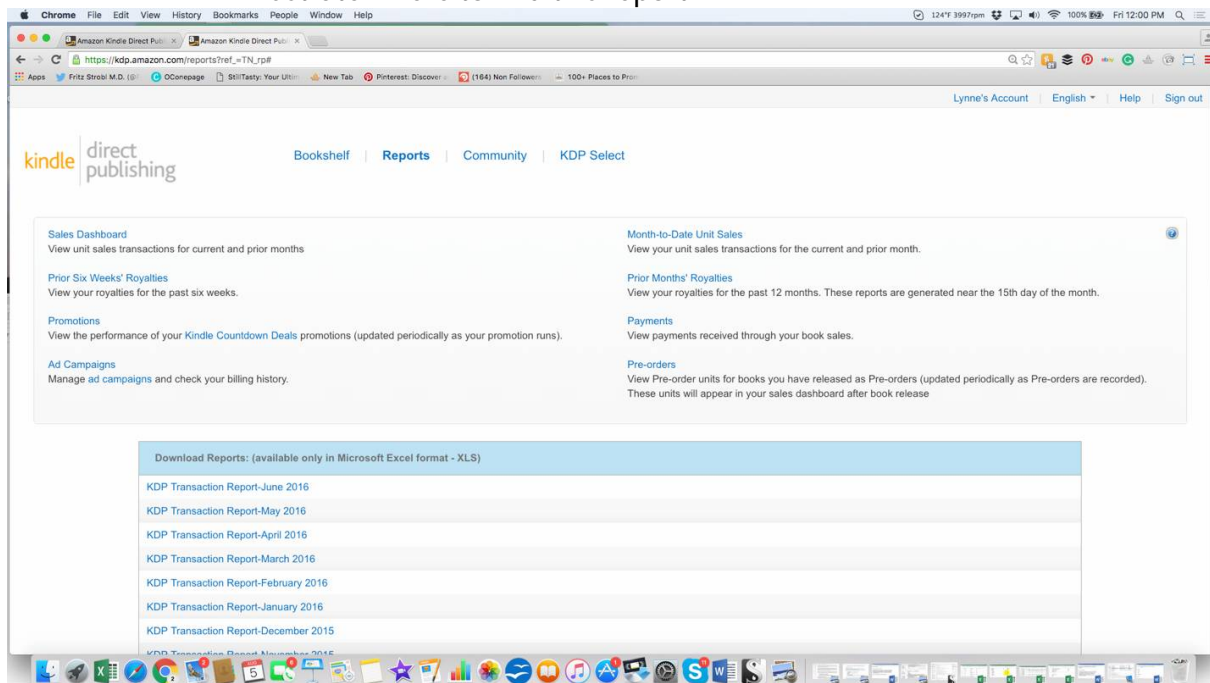 Chrome File Edit View History Bookmarks People Window Help 124°F 3997rpm 100% Fri 12:00 PM
Amazon Kindle Direct Publ Amazon Kindle Direct Publ
https://kdp.amazon.com/reports?ref_=TN_rp#
Apps Fritz Strobl M.D. OConepage StillTasty: Your Ultim New Tab Pinterest: Discover (164) Non Followers 100+ Places to Prom
Lynne's Account English Help Sign out
kindle direct publishing
Bookshelf Reports Community KDP Select
Sales Dashboard
View unit sales transactions for current and prior months
Month-to-Date Unit Sales
View your unit sales transactions for the current and prior month.
Prior Six Weeks' Royalties
View your royalties for the past six weeks.
Prior Months' Royalties
View your royalties for the past 12 months. These reports are generated near the 15th day of the month.
Promotions
View the performance of your Kindle Countdown Deals promotions (updated periodically as your promotion runs).
Payments
View payments received through your book sales.
Ad Campaigns
Manage ad campaigns and check your billing history.
Pre-orders
View Pre-order units for books you have released as Pre-orders (updated periodically as Pre-orders are recorded).
These units will appear in your sales dashboard after book release
Download Reports: (available only in Microsoft Excel format - XLS)
KDP Transaction Report-June 2016
KDP Transaction Report-May 2016
KDP Transaction Report-April 2016
KDP Transaction Report-March 2016
KDP Transaction Report-February 2016
KDP Transaction Report-January 2016
KDP Transaction Report-December 2015
KDP Transaction Report-November 2015